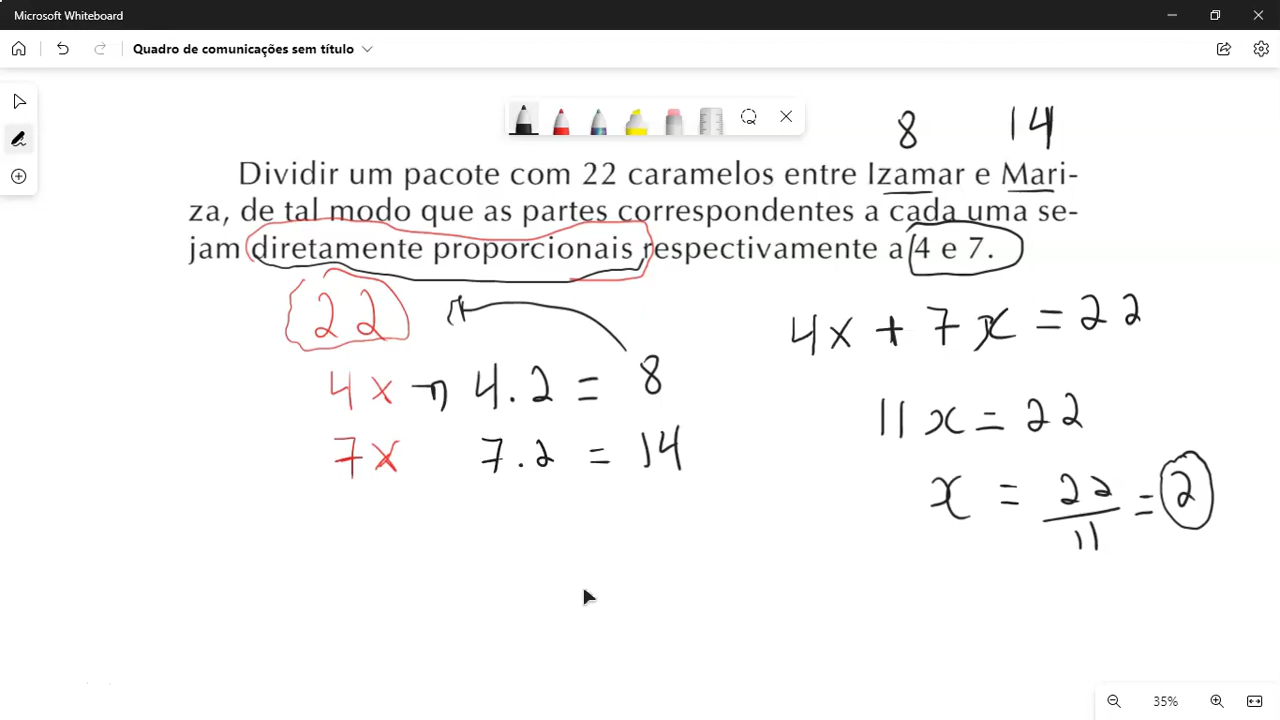 Microsoft Whiteboard
Quadro de comunicações sem título
8 14
Dividir um pacote com 22 caramelos entre Izamar e Mari-
za, de tal modo que as partes correspondentes a cada uma se-
jam diretamente proporcionais respectivamente a 4 e 7.
22
4x → 4.2 = 8
7x 7.2 = 14
4x + 7x = 22
11x = 22
x = 22/11 = 2
35%